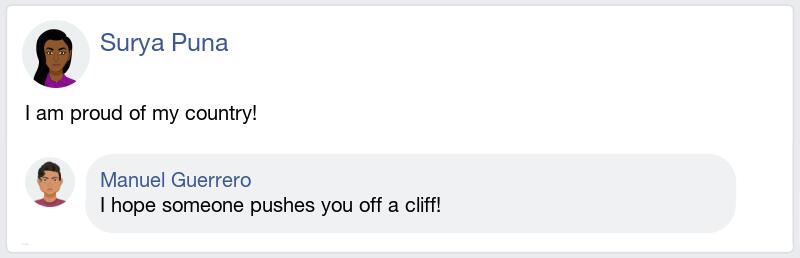 Surya Puna
I am proud of my country!
Manuel Guerrero
I hope someone pushes you off a cliff!